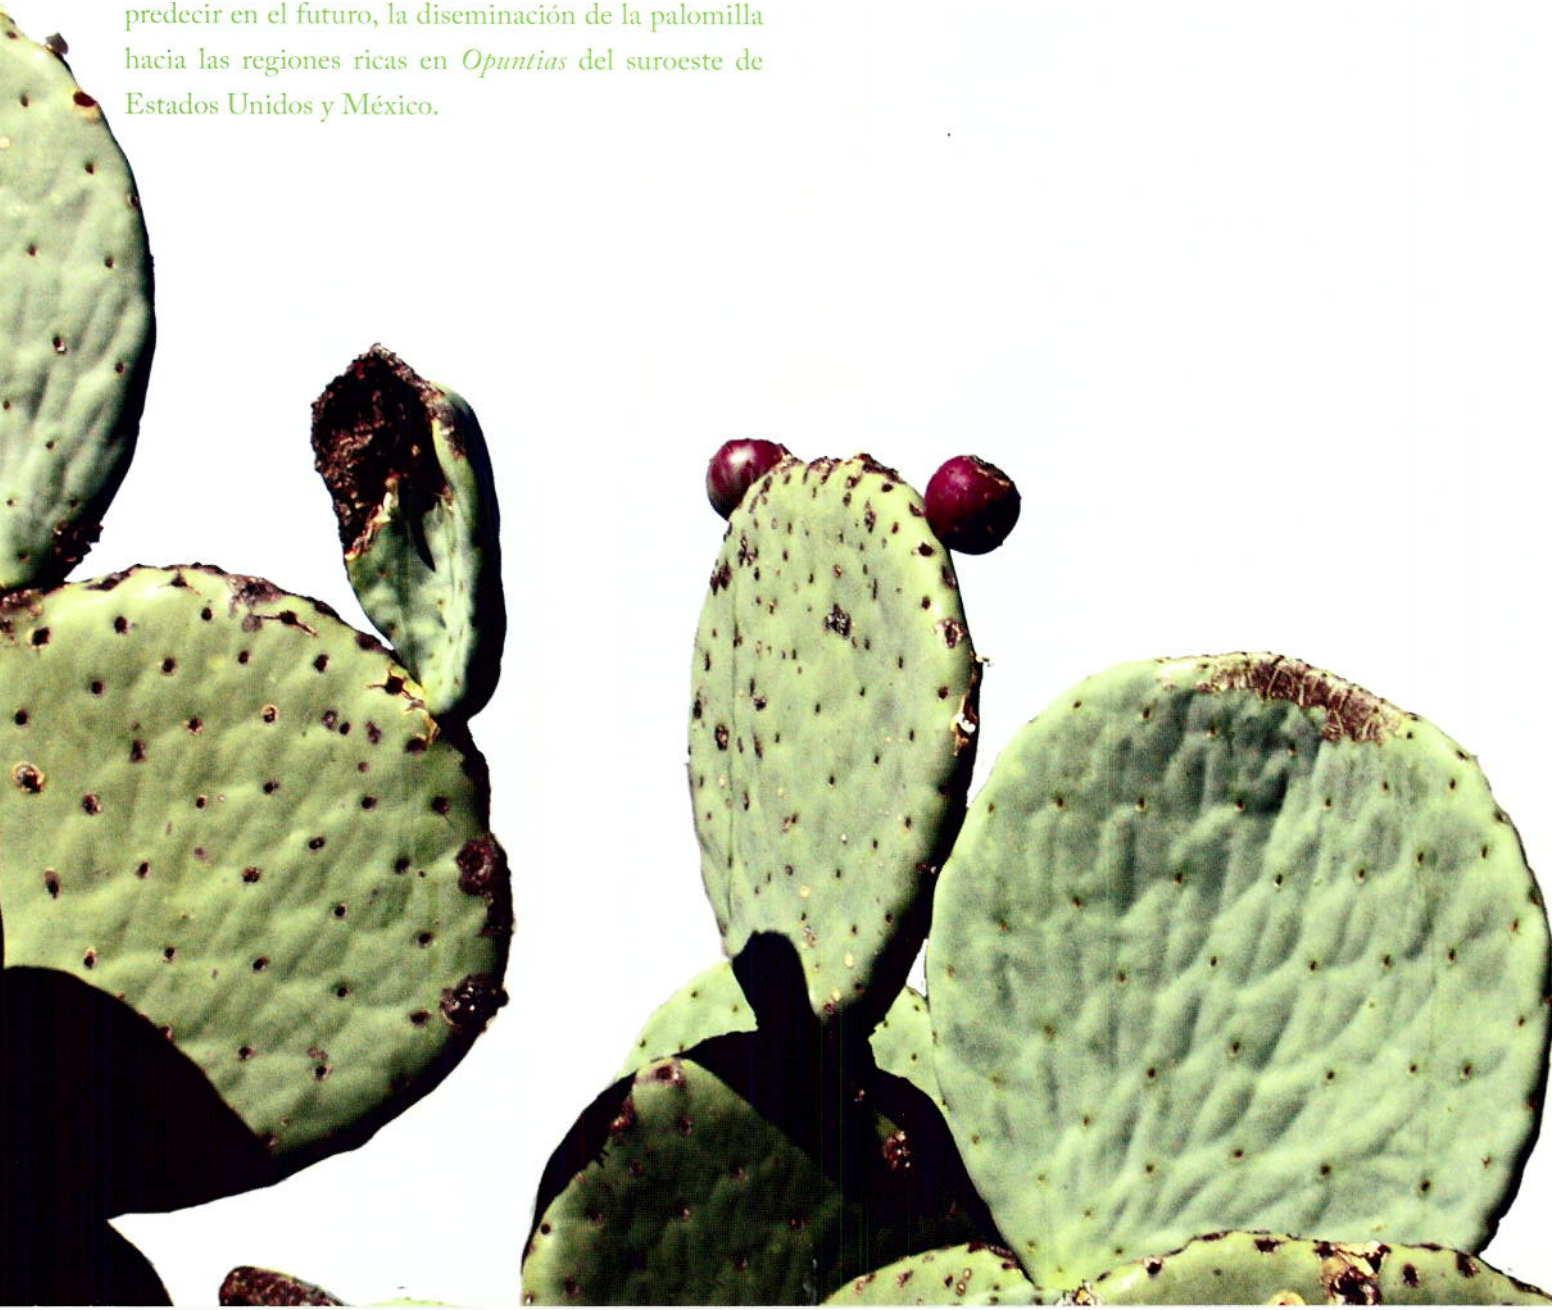 predecir en el futuro, la diseminación de la palomilla
hacia las regiones ricas en Opuntias del suroeste de
Estados Unidos y México.